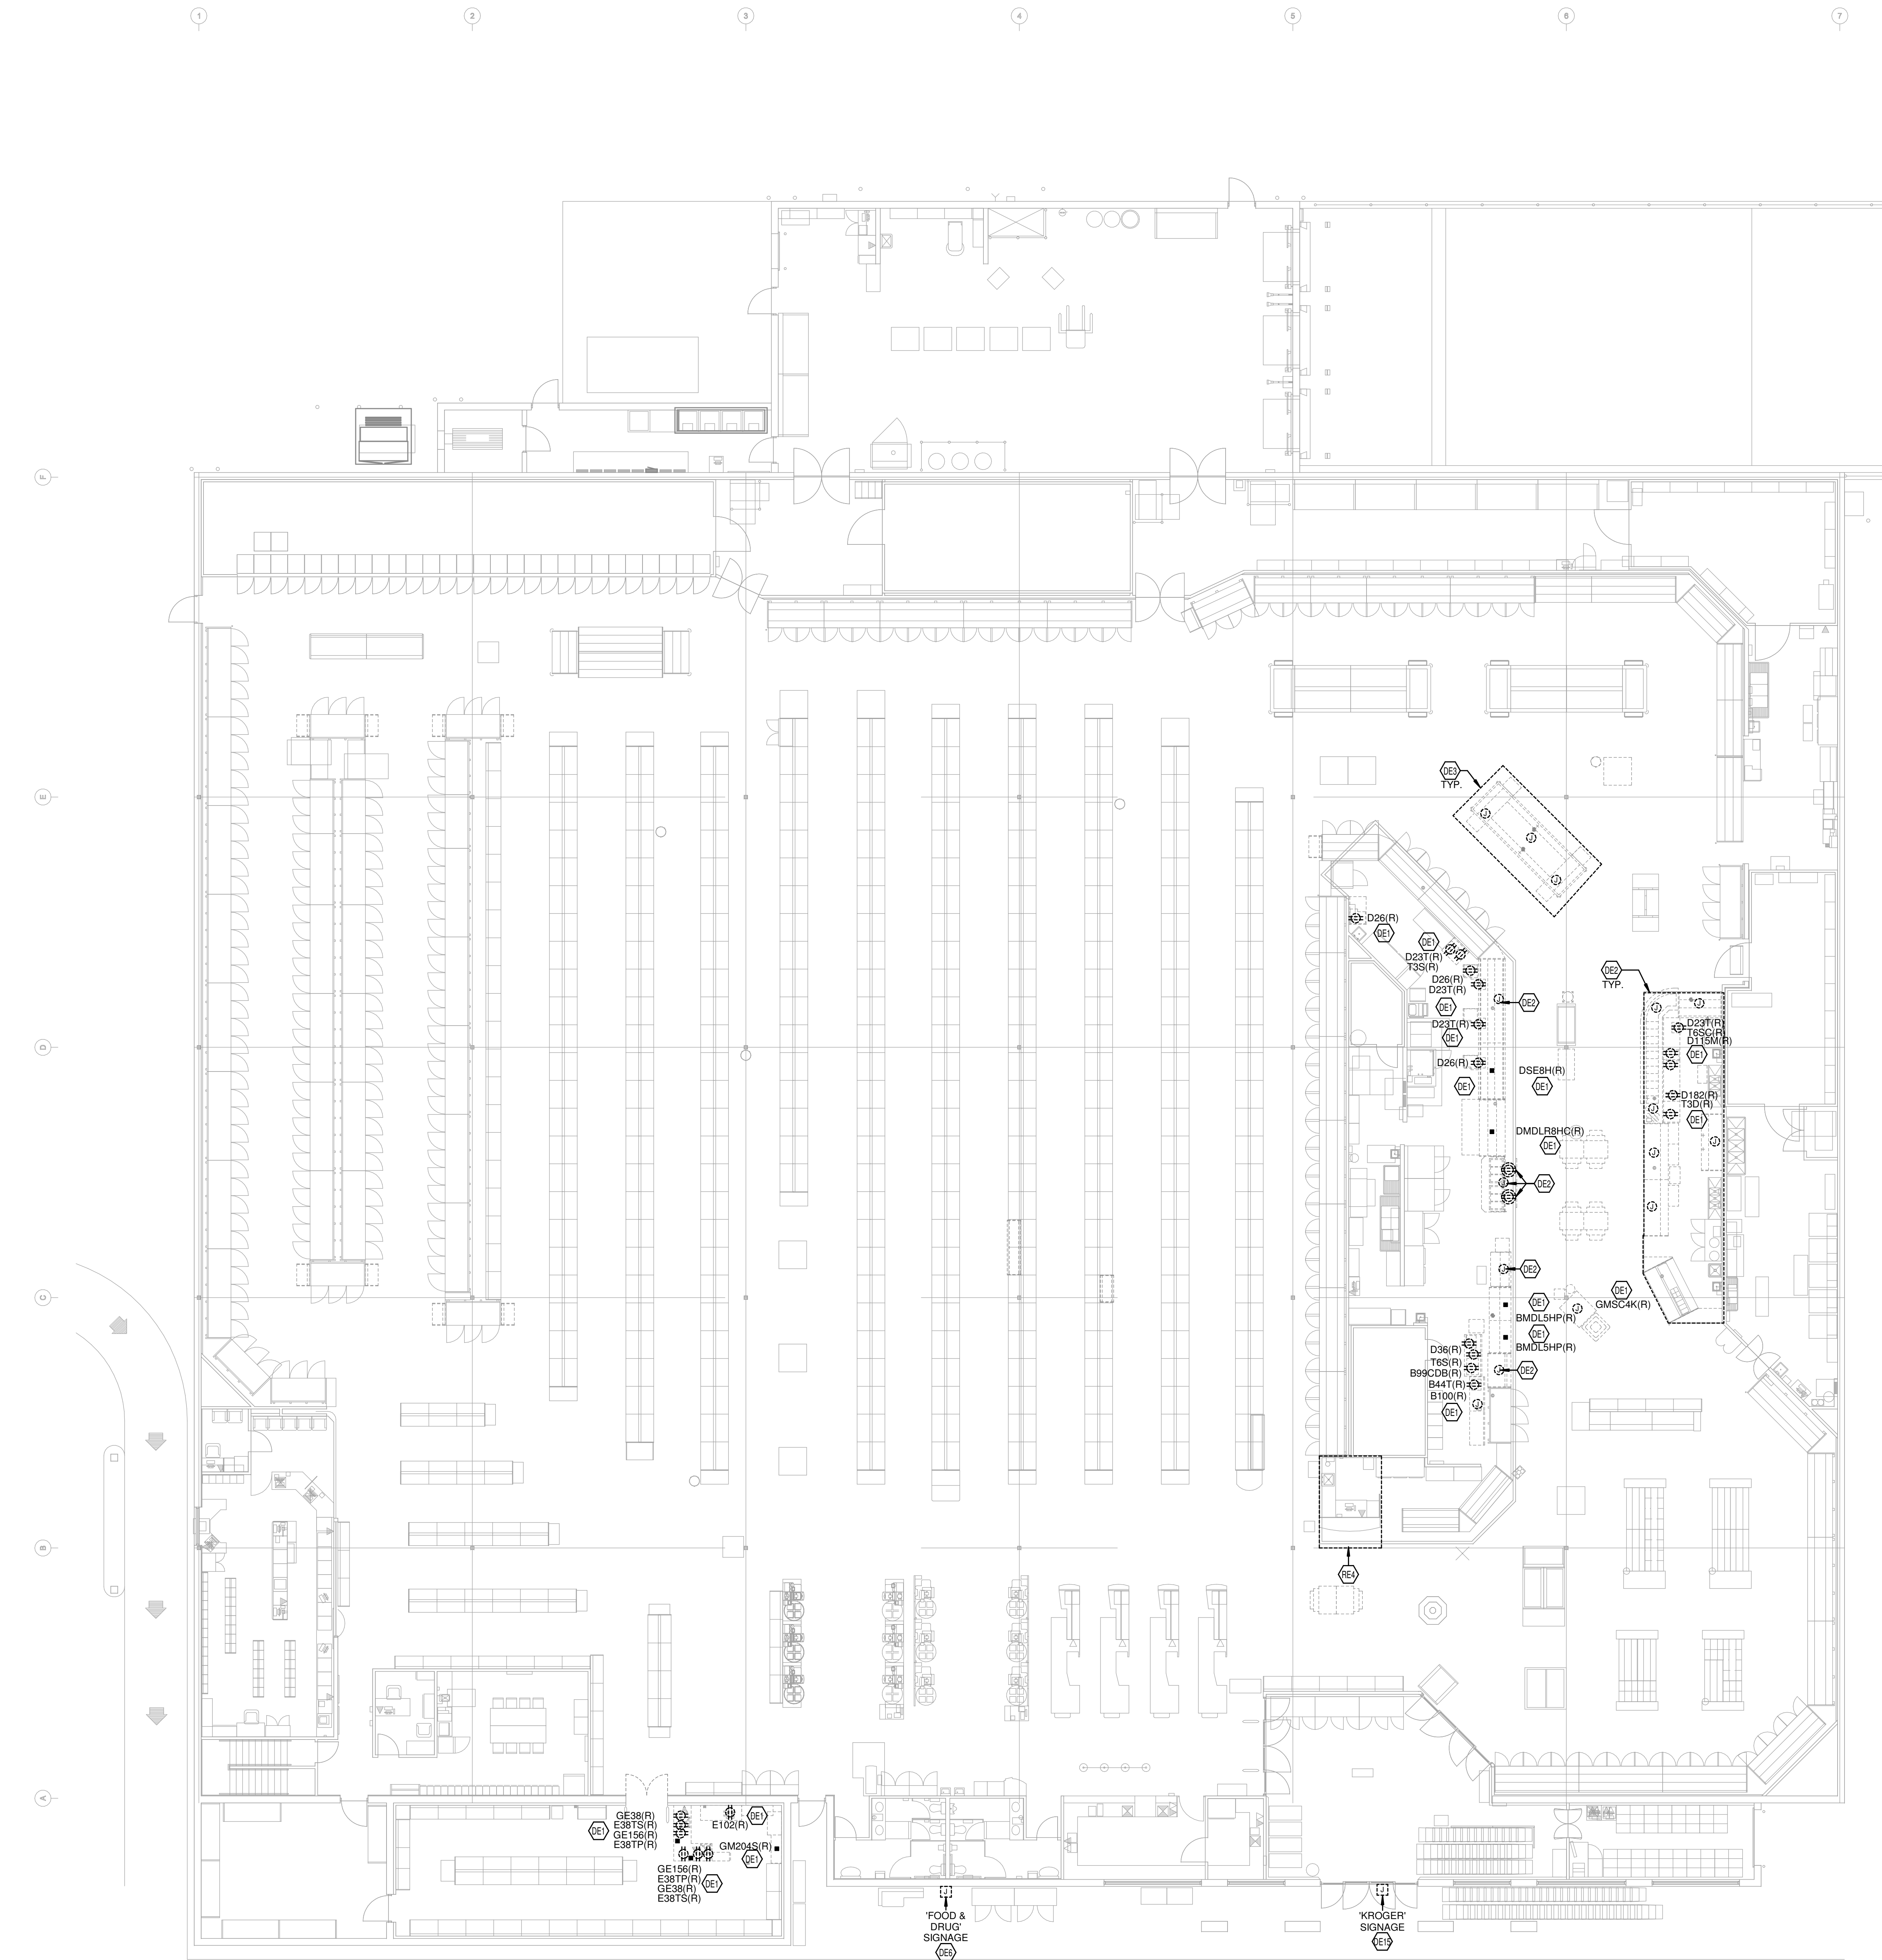 1
2
3
4
5
6
7
F
E
DE3
TYP.
J
J
J
D26(R)
DE1
DE1
D23T(R)
T3S(R)
D26(R)
D23T(R)
DE1
J
DE2
D23T(R)
DE1
D26(R)
DE1
DSE8H(R)
DE1
DMDLR8HC(R)
DE1
J
DE2
DE2
TYP.
J
J
D23T(R)
T6SC(R)
D115M(R)
DE1
D182(R)
T3D(R)
DE1
J
J
J
J
D
C
J
DE2
DE1
BMDL5HP(R)
DE1
BMDL5HP(R)
J
DE1
GMSC4K(R)
D36(R)
T6S(R)
B99CDB(R)
B44T(R)
B100(R)
DE1
J
DE2
J
B
RE4
A
DE1
GE38(R)
E38TS(R)
GE156(R)
E38TP(R)
E102(R)
DE1
GM204S(R)
DE1
GE156(R)
E38TP(R)
GE38(R)
E38TS(R)
DE1
J
'FOOD &
DRUG'
SIGNAGE
DE6
J
'KROGER'
SIGNAGE
DE15